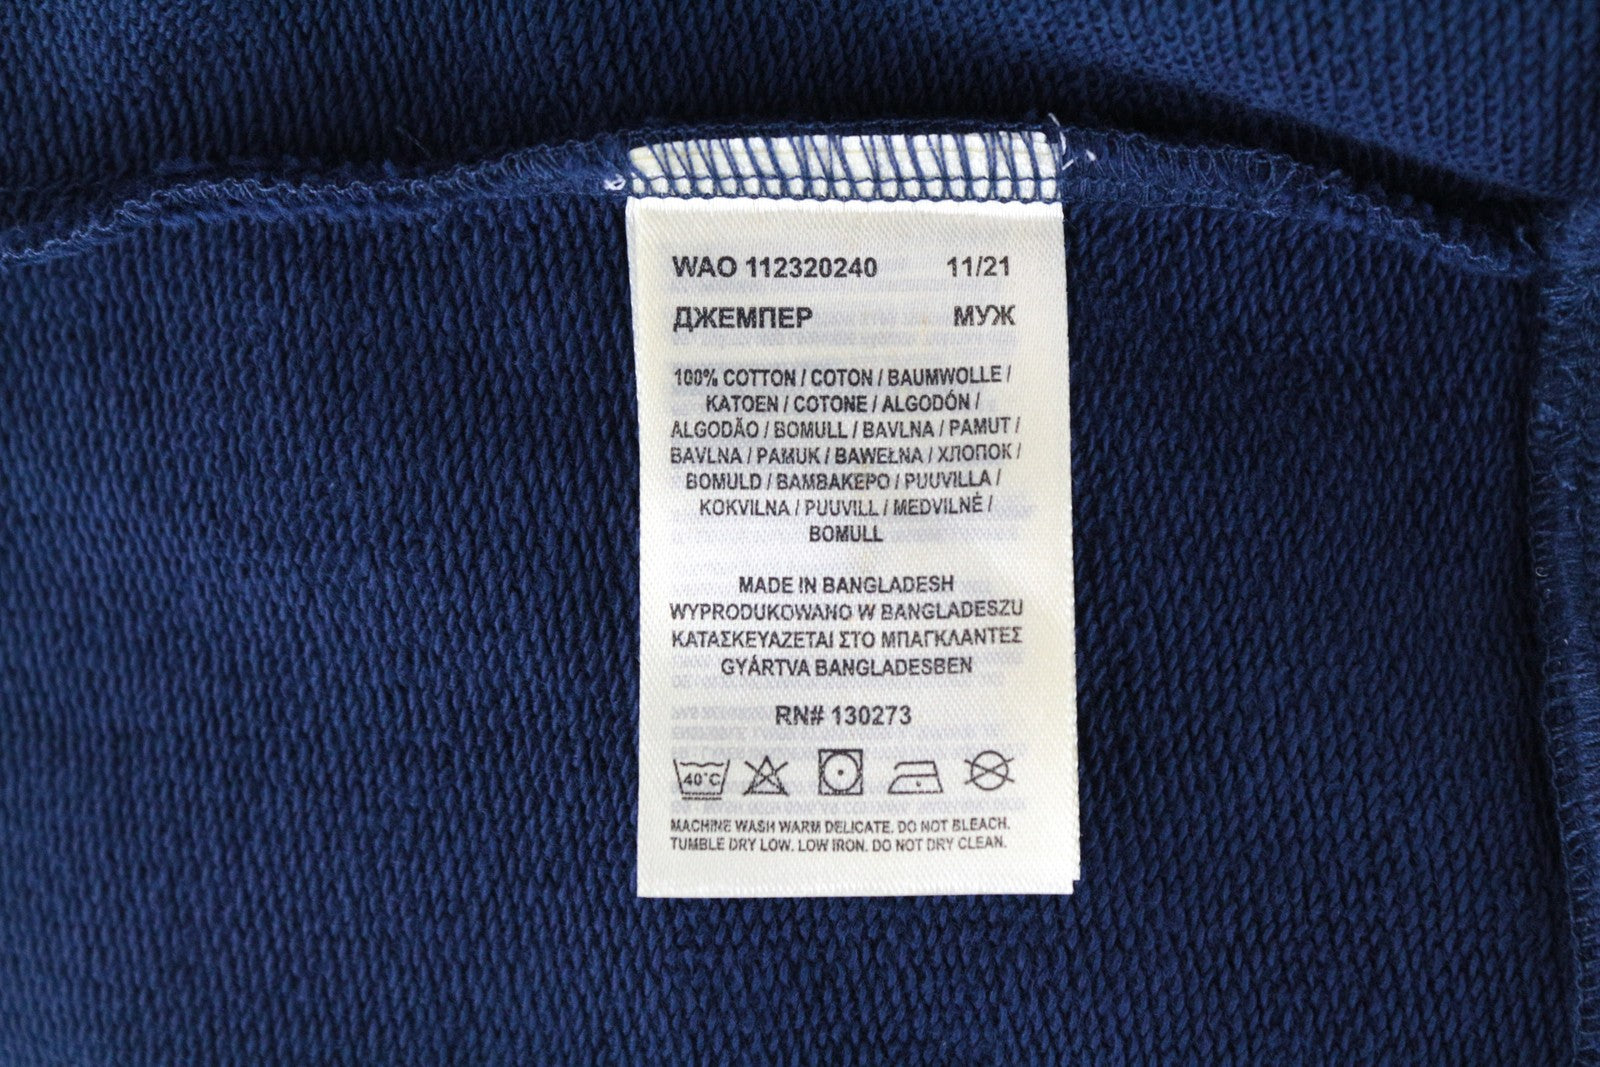 WAO 112320240 11/21
ДЖЕМПЕР МУЖ
100% COTTON / COTON / BAUMWOLLE /
KATOEN / COTONE / ALGODÓN /
ALGODÃO / BOMULL / BAVLNA / PAMUT /
BAVLNA / PAMUK / BAWEŁNA / ХЛОПОК /
BOMULD / ΒΑΜΒΑΚΕΡΟ / PUUVILLA /
KOKVILNA / PUUVILL / MEDVILNĖ /
BOMULL
MADE IN BANGLADESH
WYPRODUKOWANO W BANGLADESZU
ΚΑΤΑΣΚΕΥΑΖΕΤΑΙ ΣΤΟ ΜΠΑΓΚΛΑΝΤΕΣ
GYÁRTVA BANGLADESBEN
RN# 130273
40°C
MACHINE WASH WARM DELICATE. DO NOT BLEACH.
TUMBLE DRY LOW. LOW IRON. DO NOT DRY CLEAN.